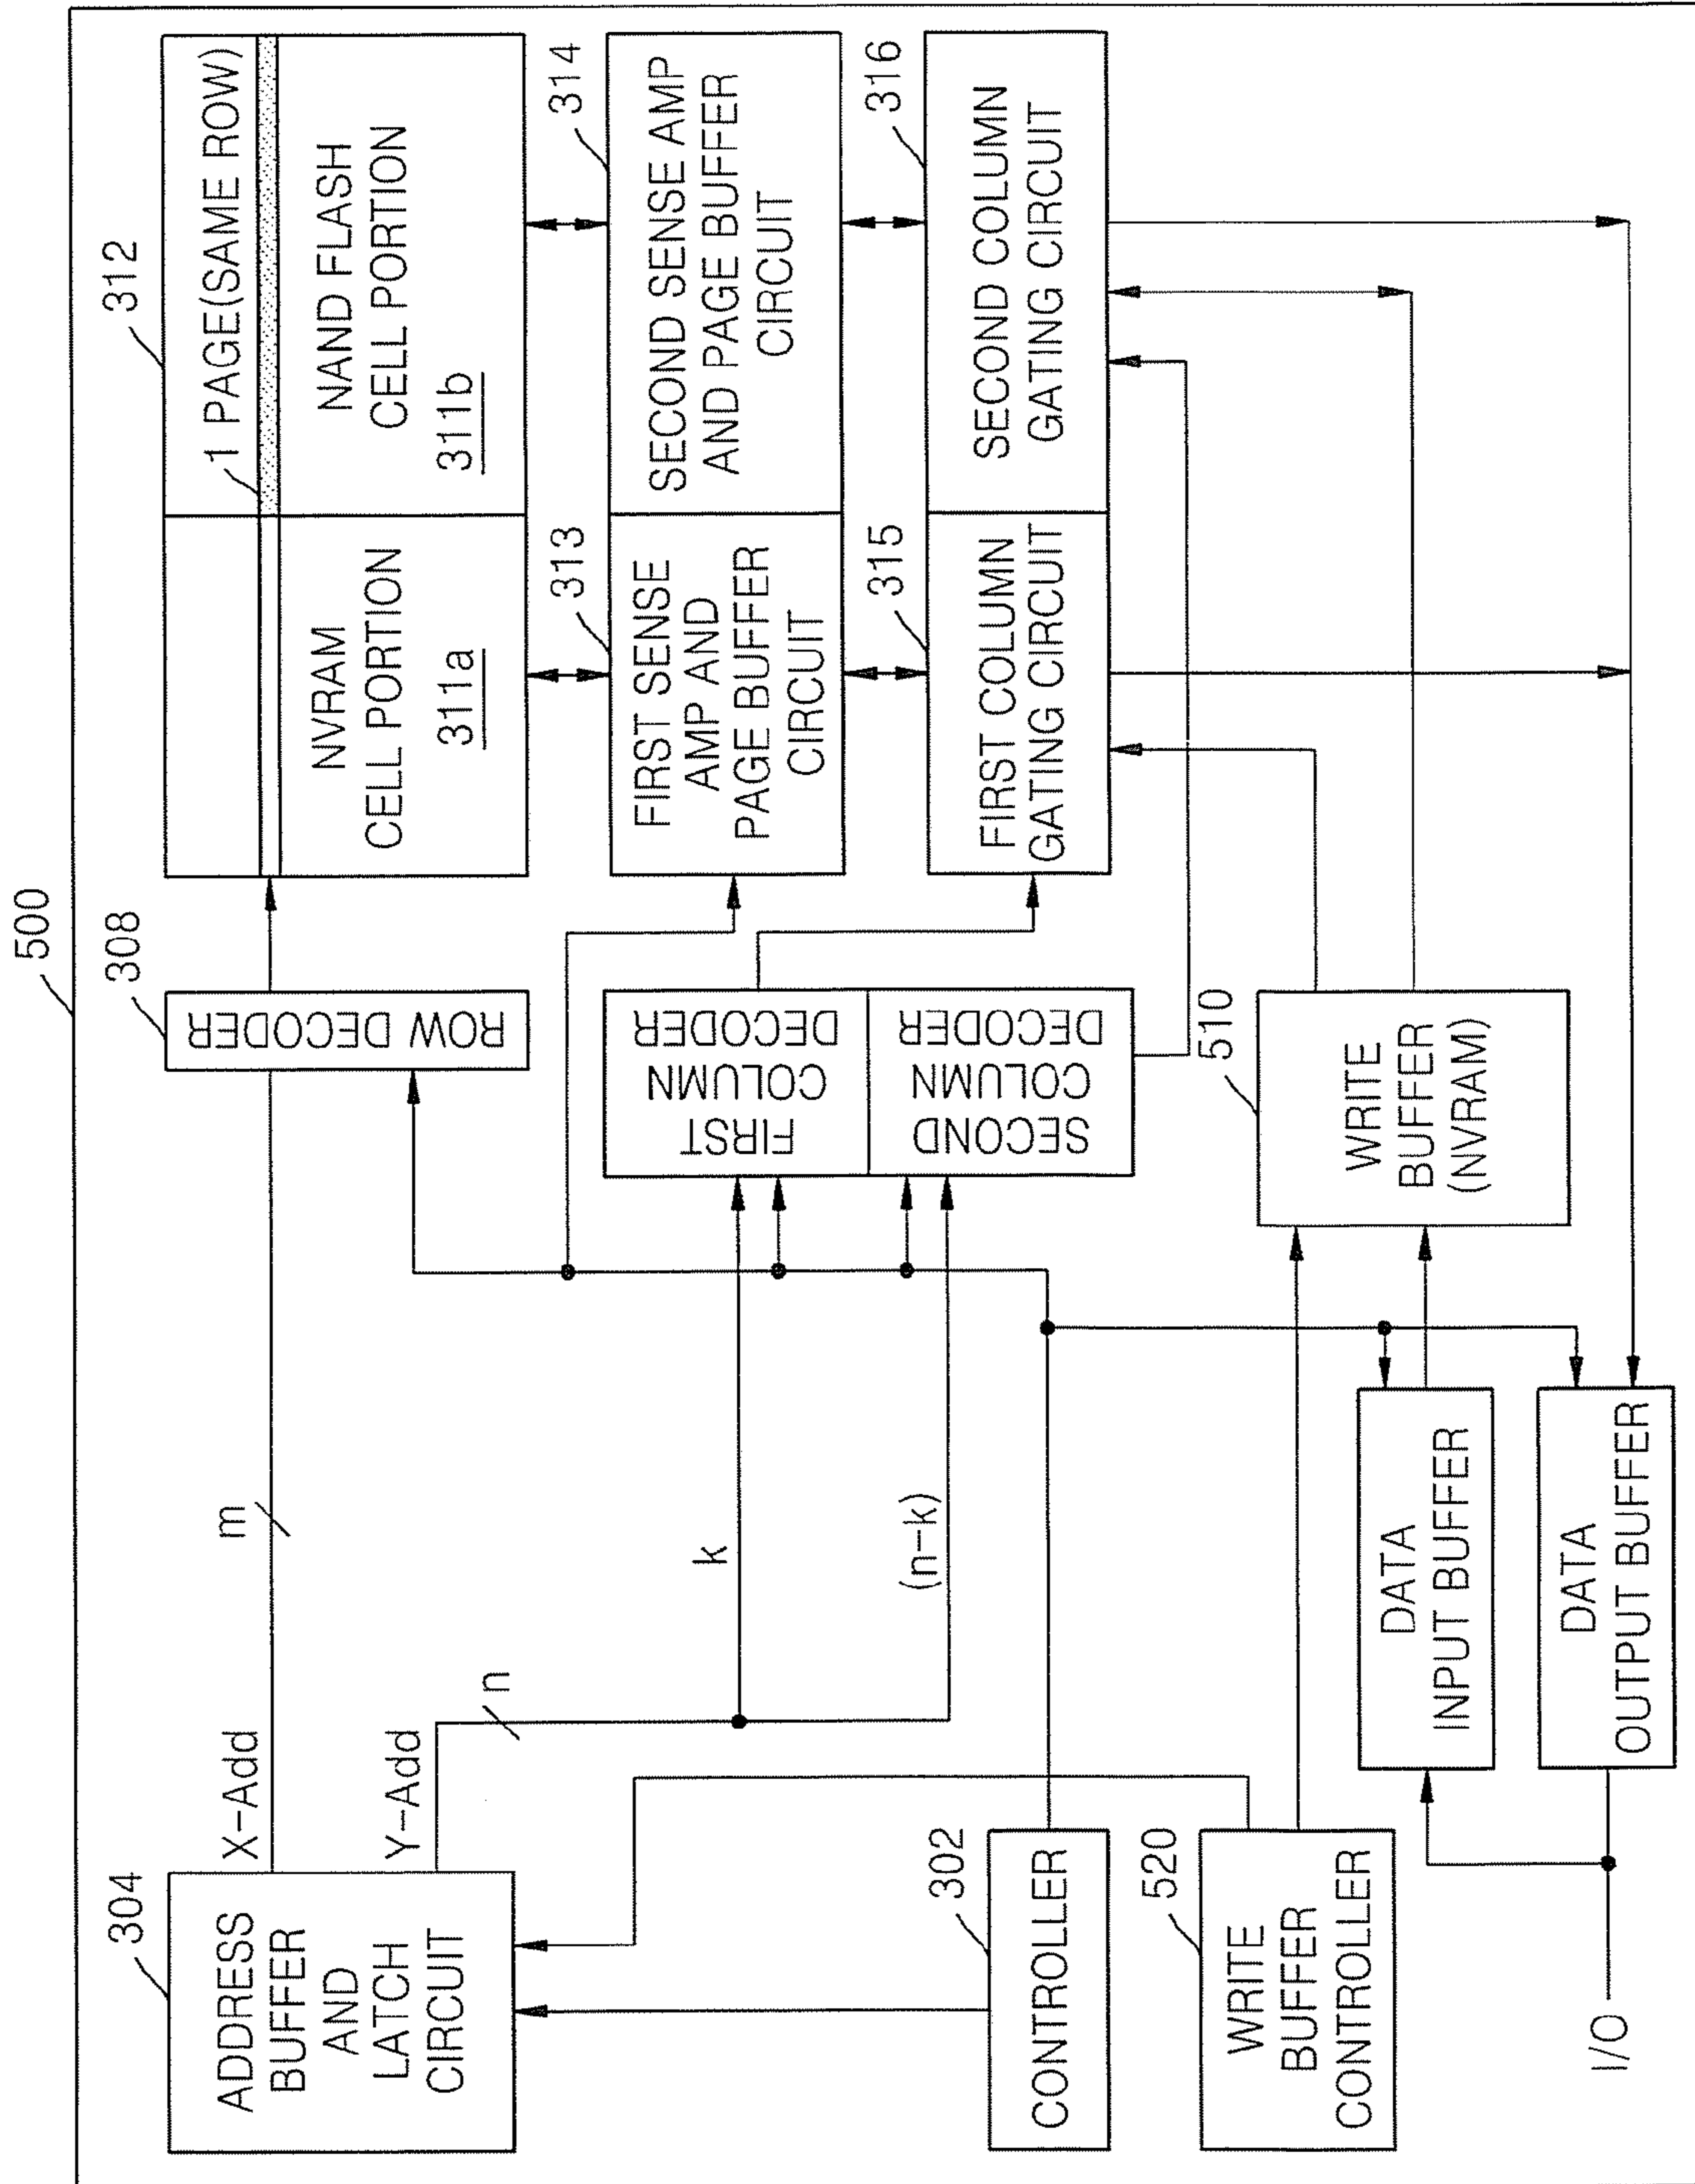 500
304
ADDRESS
BUFFER
AND
LATCH
CIRCUIT
X-Add
m
308
ROW DECODER
312
1 PAGE(SAME ROW)
NVRAM
CELL PORTION
311a
NAND FLASH
CELL PORTION
311b
Y-Add
n
k
(n-k)
FIRST
COLUMN
DECODER
SECOND
COLUMN
DECODER
313
FIRST SENSE
AMP AND
PAGE BUFFER
CIRCUIT
314
SECOND SENSE AMP
AND PAGE BUFFER
CIRCUIT
315
FIRST COLUMN
GATING CIRCUIT
316
SECOND COLUMN
GATING CIRCUIT
302
CONTROLLER
520
WRITE
BUFFER
CONTROLLER
510
WRITE
BUFFER
(NVRAM)
DATA
INPUT BUFFER
DATA
OUTPUT BUFFER
I/O